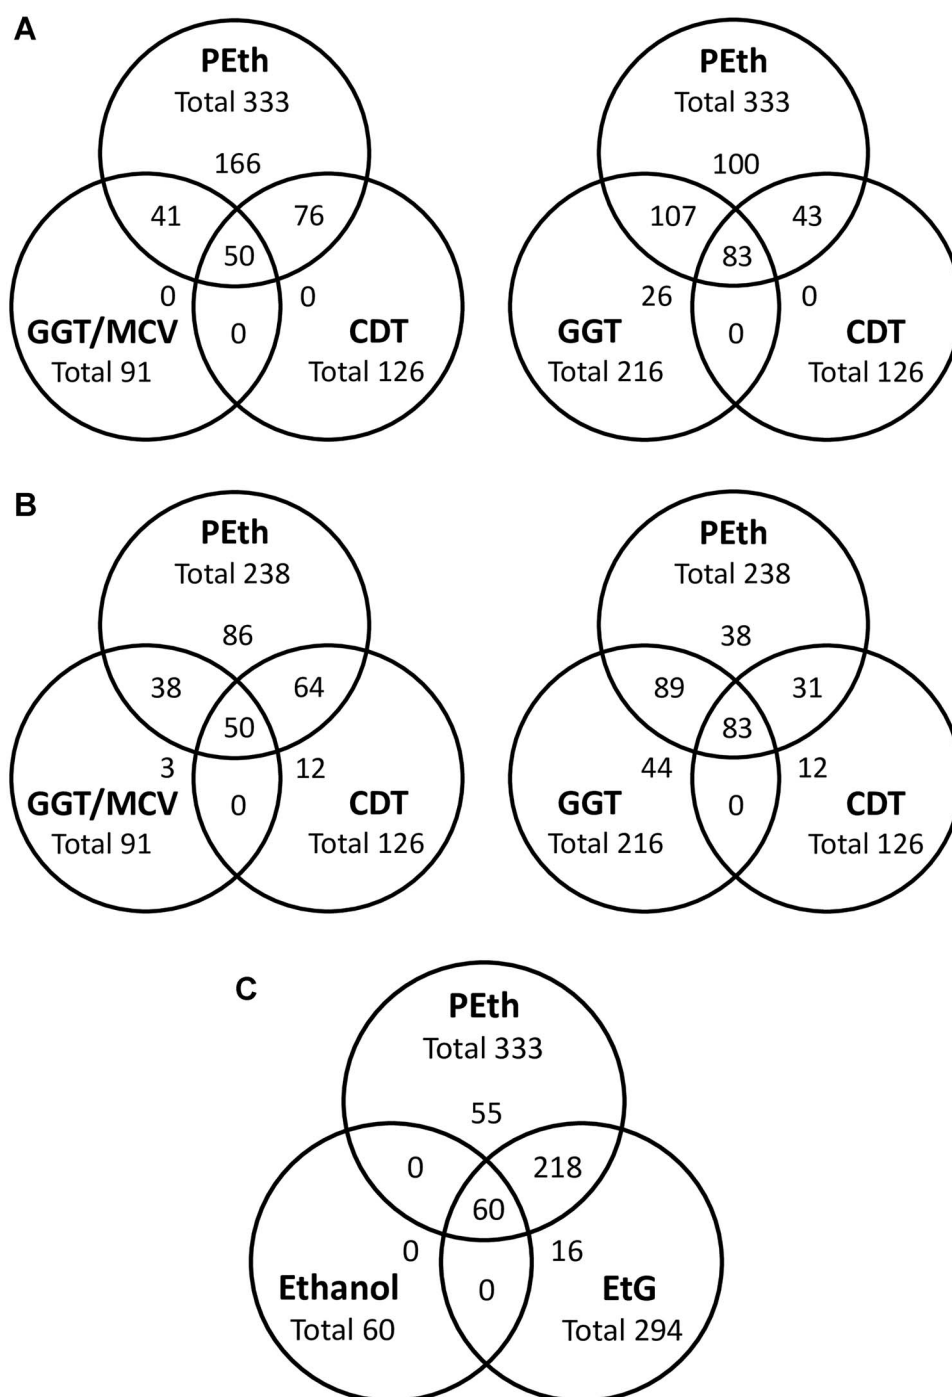 A
PEth
Total 333
166
41
76
50
0
0
GGT/MCV
0
CDT
Total 91
Total 126
PEth
Total 333
100
107
43
83
26
0
GGT
0
CDT
Total 216
Total 126
B
PEth
Total 238
86
38
64
50
3
12
GGT/MCV
0
CDT
Total 91
Total 126
PEth
Total 238
38
89
31
83
44
12
GGT
0
CDT
Total 216
Total 126
C
PEth
Total 333
55
0
218
60
0
16
Ethanol
0
EtG
Total 60
Total 294